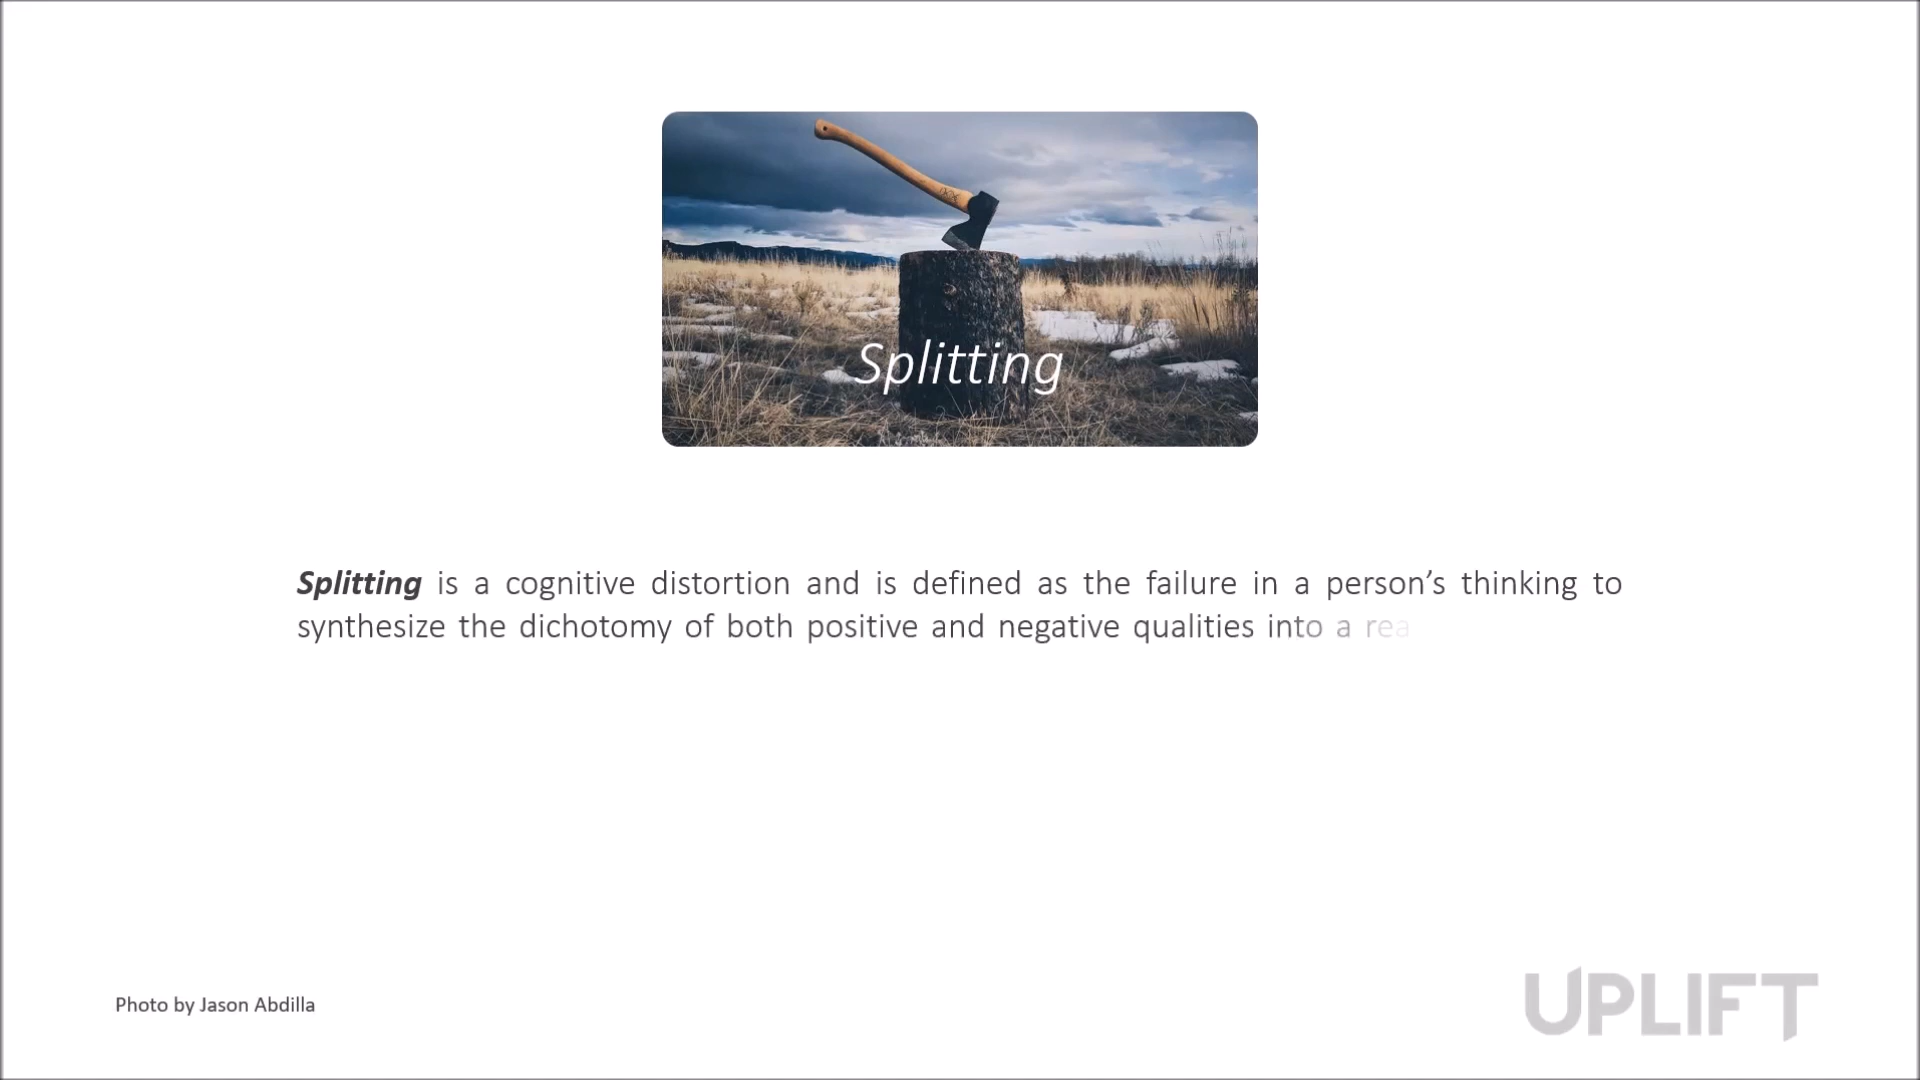 Splitting
Splitting is a cognitive distortion and is defined as the failure in a person’s thinking to
synthesize the dichotomy of both positive and negative qualities into a rea
Photo by Jason Abdilla
UPLIFT